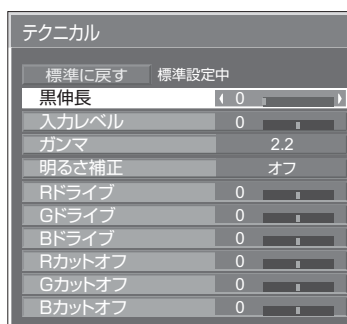 テクニカル
標準に戻す 標準設定中
黒伸長 0
入力レベル 0
ガンマ 2.2
明るさ補正 オフ
Rドライブ 0
Gドライブ 0
Bドライブ 0
Rカットオフ 0
Gカットオフ 0
Bカットオフ 0